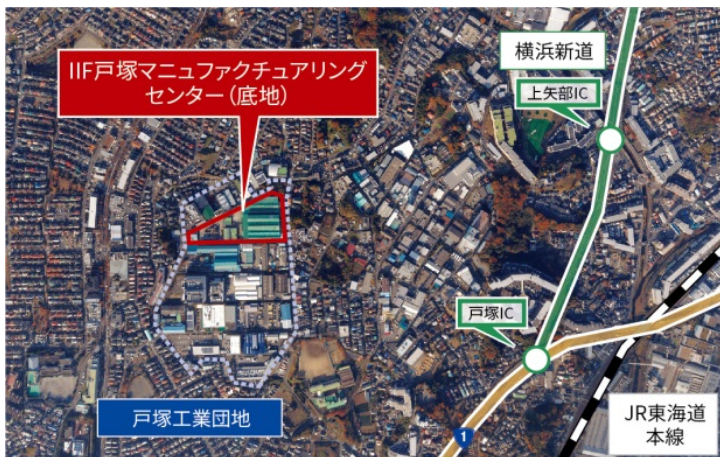 IIF戸塚マニュファクチュアリング
センター(底地)
横浜新道
上矢部IC
戸塚IC
戸塚工業団地
1
JR東海道
本線